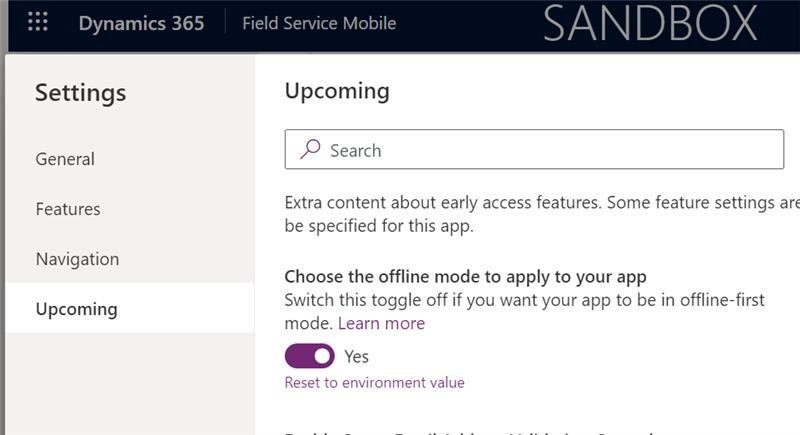 Dynamics 365
Field Service Mobile
SANDBOX
Settings
General
Features
Navigation
Upcoming
Upcoming
Search
Extra content about early access features. Some feature settings are
be specified for this app.
Choose the offline mode to apply to your app
Switch this toggle off if you want your app to be in offline-first
mode. Learn more
Yes
Reset to environment value